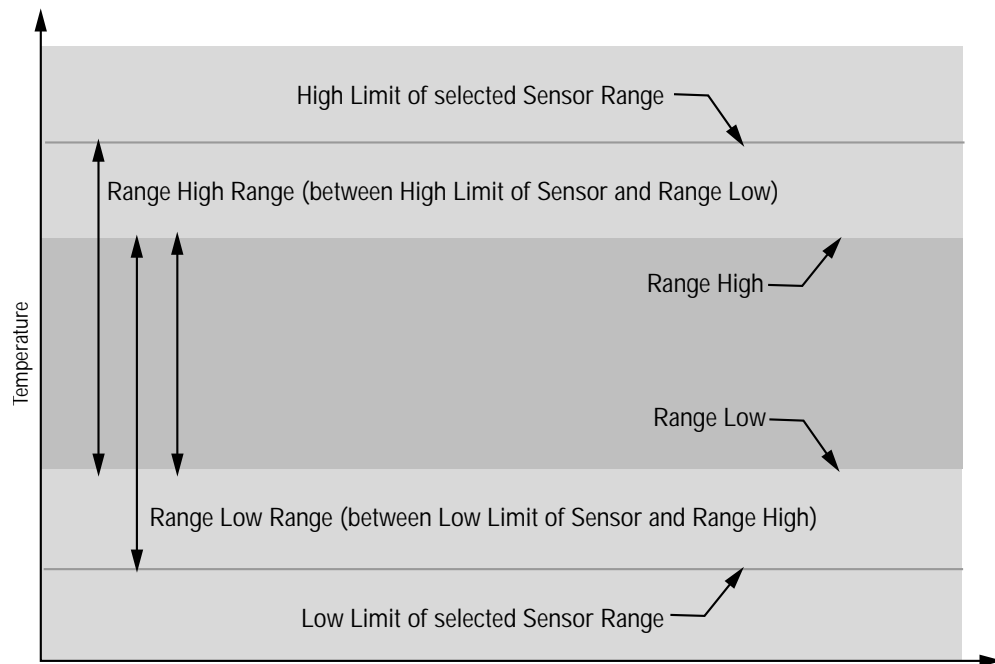 High Limit of selected Sensor Range
Range High Range (between High Limit of Sensor and Range Low)
Range High
Temperature
Range Low
Range Low Range (between Low Limit of Sensor and Range High)
Low Limit of selected Sensor Range